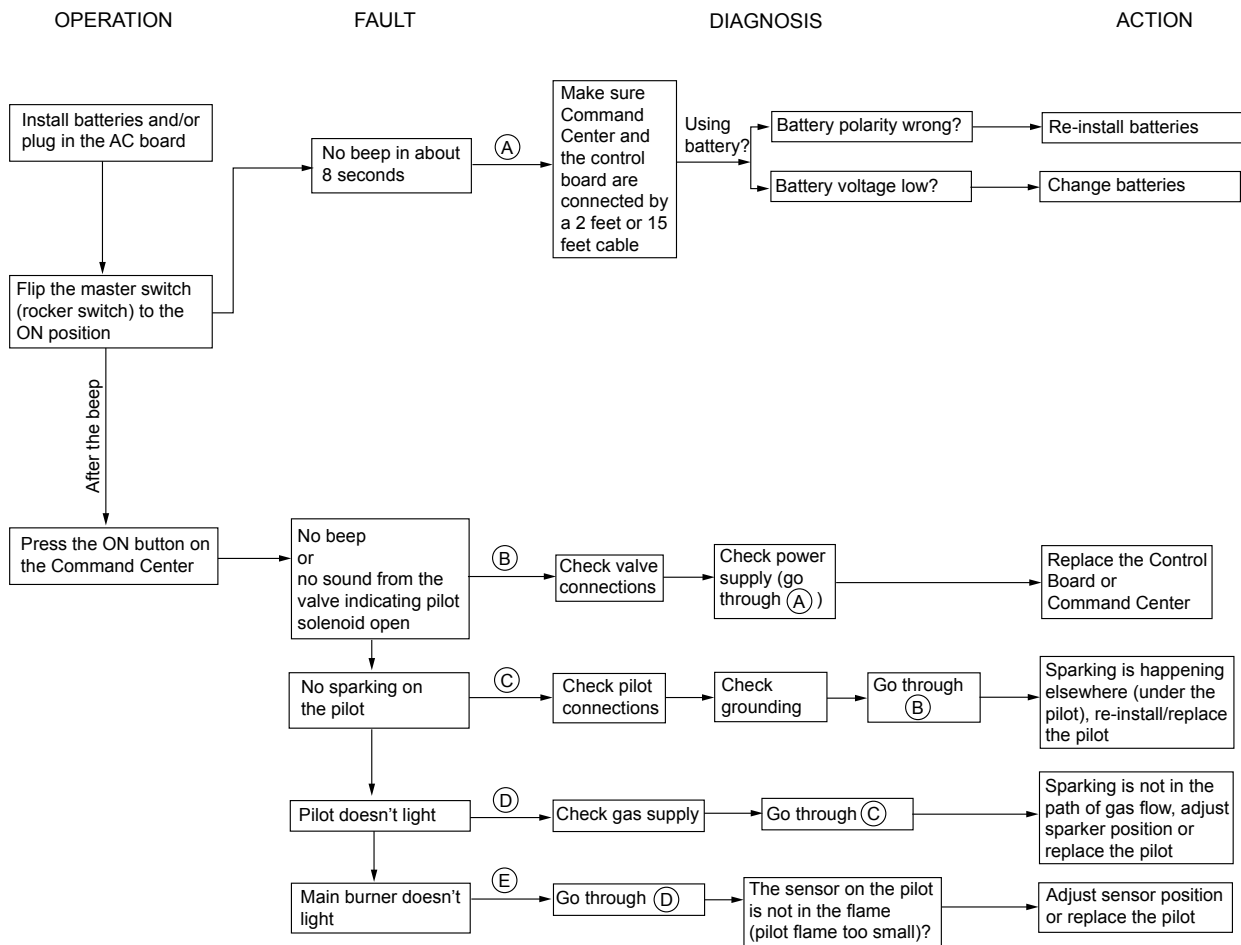 OPERATION
FAULT
DIAGNOSIS
ACTION
Install batteries and/or
plug in the AC board
No beep in about
8 seconds
A
Make sure
Command
Center and
the control
board are
connected by
a 2 feet or 15
feet cable
Using
battery?
Battery polarity wrong?
Re-install batteries
Battery voltage low?
Change batteries
Flip the master switch
(rocker switch) to the
ON position
After the beep
Press the ON button on
the Command Center
No beep
or
no sound from the
valve indicating pilot
solenoid open
B
Check valve
connections
Check power
supply (go
through A )
Replace the Control
Board or
Command Center
No sparking on
the pilot
C
Check pilot
connections
Check
grounding
Go through
B
Sparking is happening
elsewhere (under the
pilot), re-install/replace
the pilot
Pilot doesn't light
D
Check gas supply
Go through C
Sparking is not in the
path of gas flow, adjust
sparker position or
replace the pilot
Main burner doesn't
light
E
Go through D
The sensor on the pilot
is not in the flame
(pilot flame too small)?
Adjust sensor position
or replace the pilot